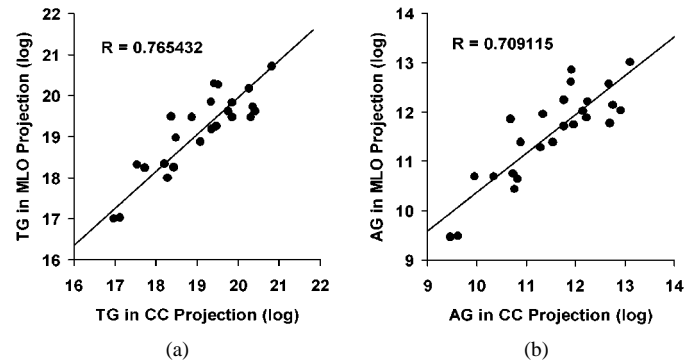 22
21
20
19
18
17
16
TG in MLO Projection (log)
R = 0.765432
16 17 18 19 20 21 22
TG in CC Projection (log)
(a)
14
13
12
11
10
9
AG in MLO Projection (log)
R = 0.709115
9 10 11 12 13 14
AG in CC Projection (log)
(b)